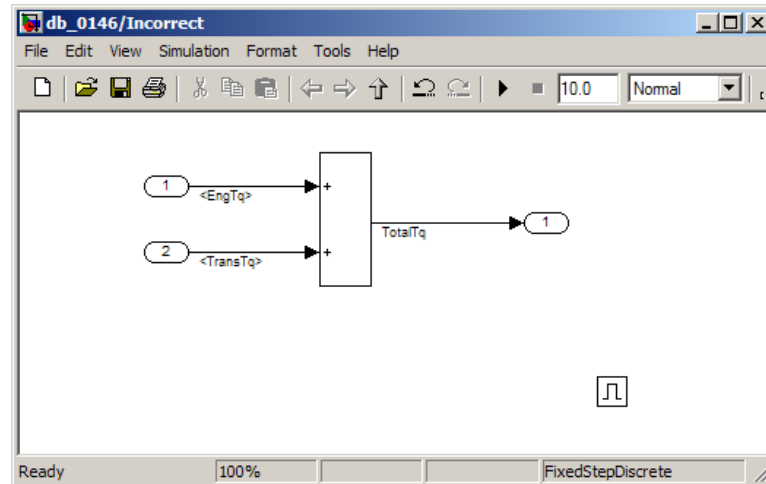 db_0146/Incorrect
File Edit View Simulation Format Tools Help
10.0 Normal
1
<EngTq>
+
TotalTq
1
2
<TransTq>
+
Ready 100% FixedStepDiscrete